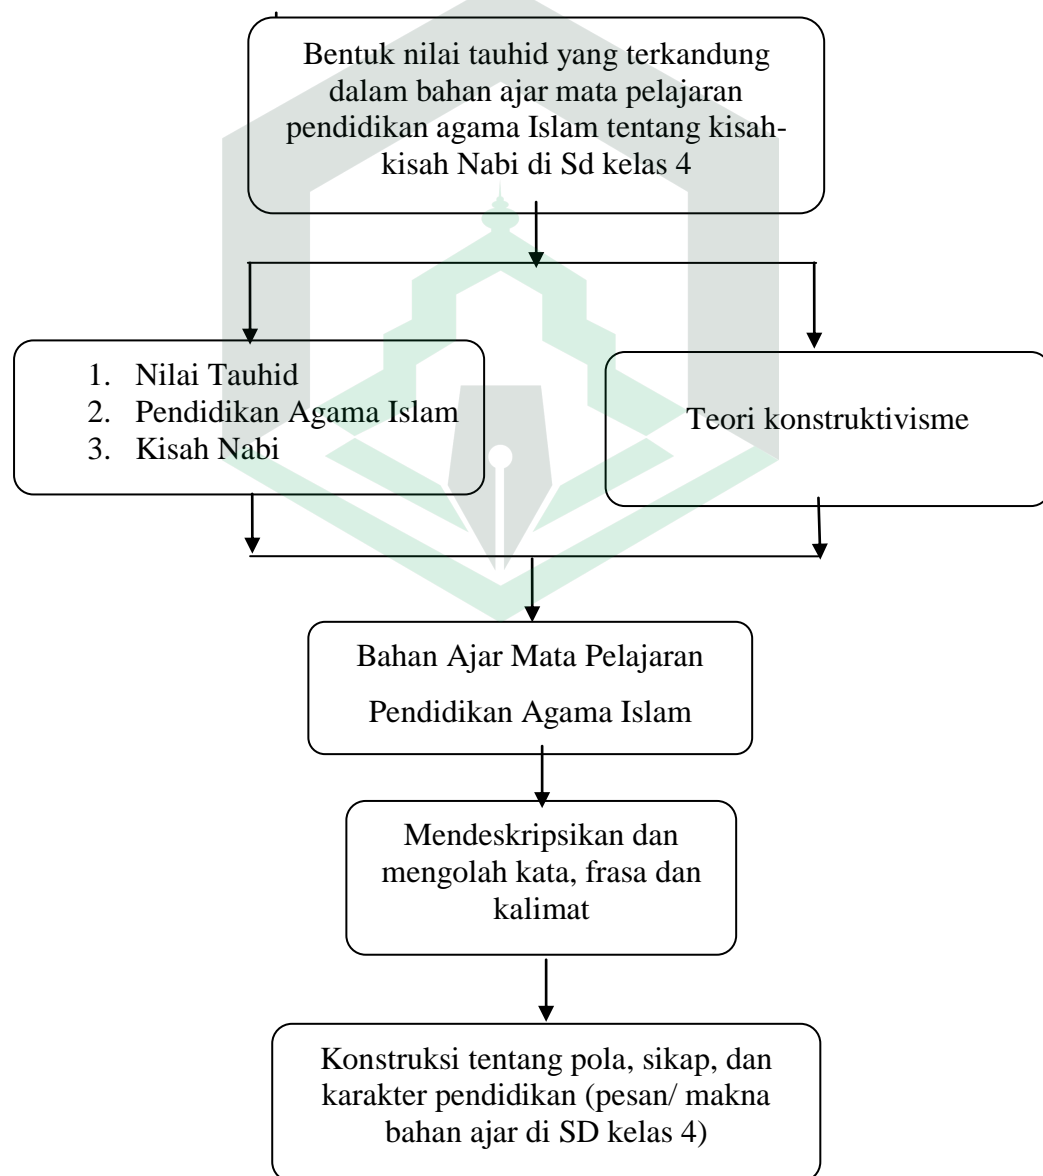 Bentuk nilai tauhid yang terkandung
dalam bahan ajar mata pelajaran
pendidikan agama Islam tentang kisah-
kisah Nabi di Sd kelas 4
1. Nilai Tauhid
2. Pendidikan Agama Islam
3. Kisah Nabi
Teori konstruktivisme
Bahan Ajar Mata Pelajaran
Pendidikan Agama Islam
Mendeskripsikan dan
mengolah kata, frasa dan
kalimat
Konstruksi tentang pola, sikap, dan
karakter pendidikan (pesan/ makna
bahan ajar di SD kelas 4)